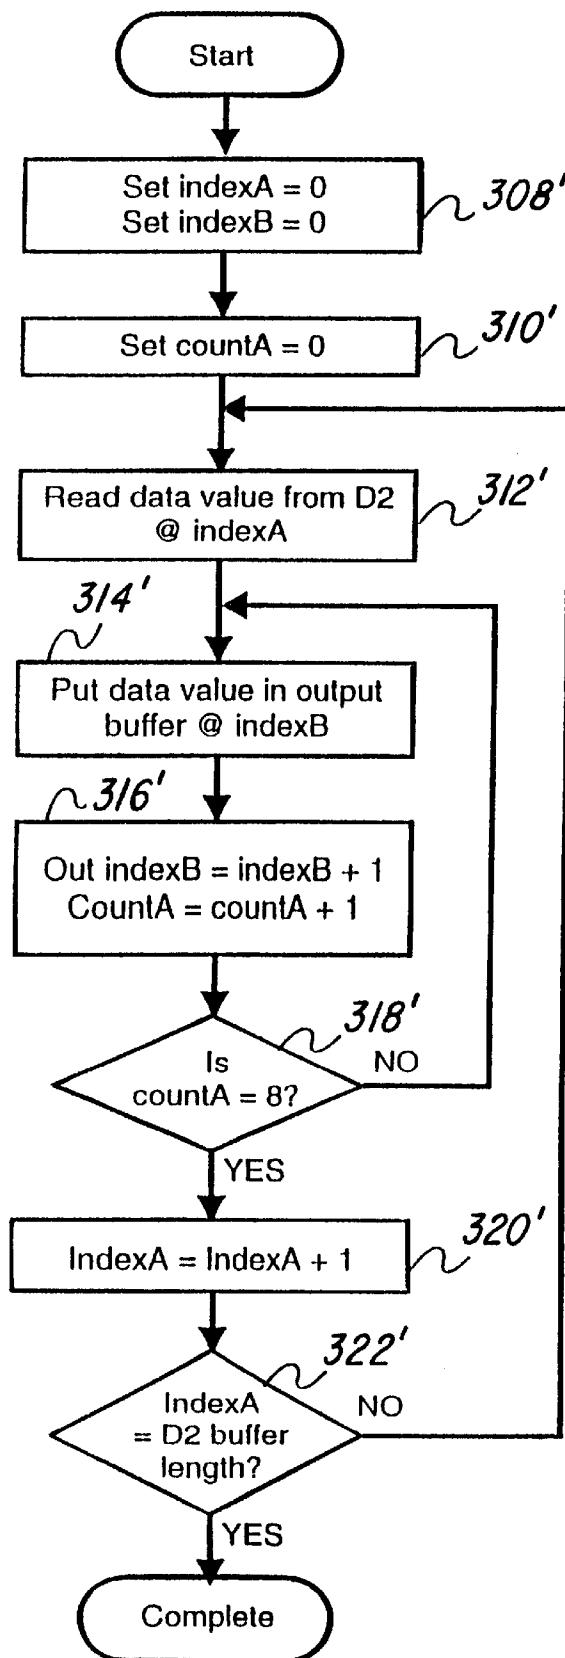 Start
Set indexA = 0
Set indexB = 0
308'
Set countA = 0
310'
Read data value from D2
@ indexA
312'
314'
Put data value in output
buffer @ indexB
316'
Out indexB = indexB + 1
CountA = countA + 1
318'
Is
countA = 8?
NO
YES
320'
IndexA = IndexA + 1
322'
IndexA
= D2 buffer
length?
NO
YES
Complete